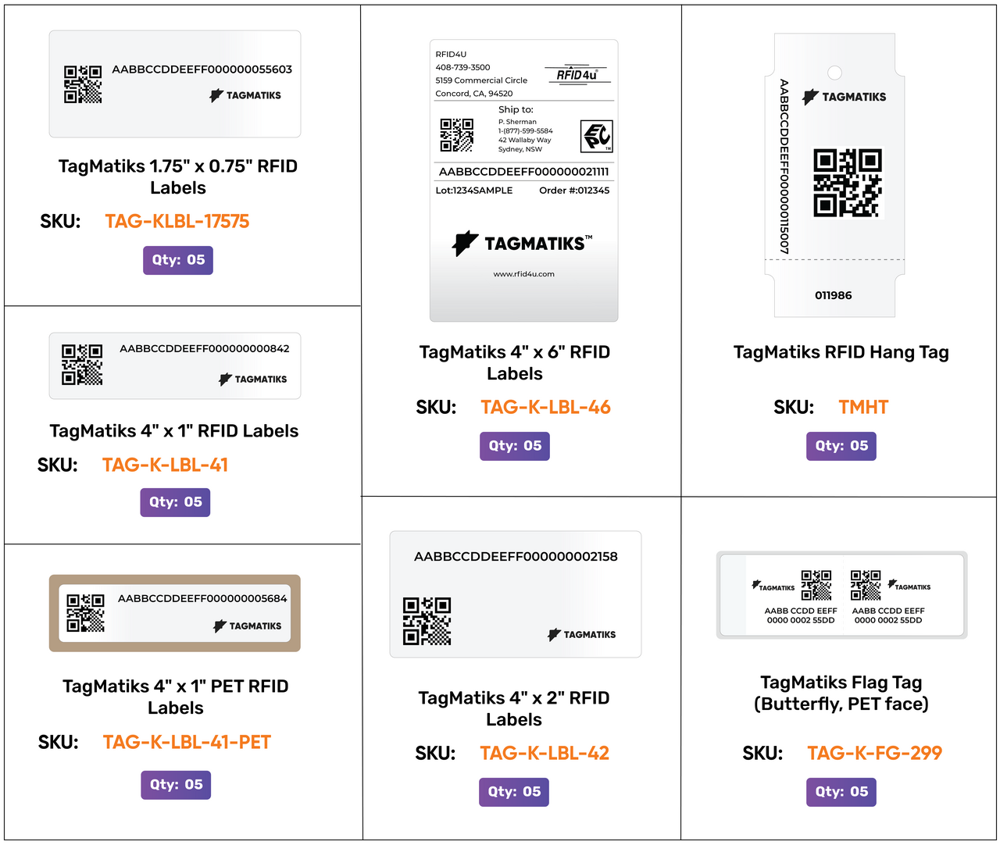 AABBCCDDEEFF000000055603
TAGMATIKS
TagMatiks 1.75" x 0.75" RFID
Labels
SKU: TAG-KLBL-17575
Qty: 05
AABBCCDDEEFF000000000842
TAGMATIKS
TagMatiks 4" x 1" RFID Labels
SKU: TAG-K-LBL-41
Qty: 05
AABBCCDDEEFF000000005684
TAGMATIKS
TagMatiks 4" x 1" PET RFID
Labels
SKU: TAG-K-LBL-41-PET
Qty: 05
RFID4U
408-739-3500
5159 Commercial Circle
Concord, CA, 94520
RFiD4u®
Ship to:
P. Sherman
1-(877)-599-5584
42 Wallaby Way
Sydney, NSW
EPC™
AABBCCDDEEFF000000021111
Lot:1234SAMPLE Order #:012345
TAGMATIKS™
www.rfid4u.com
TagMatiks 4" x 6" RFID
Labels
SKU: TAG-K-LBL-46
Qty: 05
AABBCCDDEEFF000000002158
TAGMATIKS
TagMatiks 4" x 2" RFID
Labels
SKU: TAG-K-LBL-42
Qty: 05
AABBCCDDEEFF000000115007
TAGMATIKS
011986
TagMatiks RFID Hang Tag
SKU: TMHT
Qty: 05
TAGMATIKS
AABB CCDD EEFF
0000 0002 55DD
TAGMATIKS
AABB CCDD EEFF
0000 0002 55DD
TagMatiks Flag Tag
(Butterfly, PET face)
SKU: TAG-K-FG-299
Qty: 05